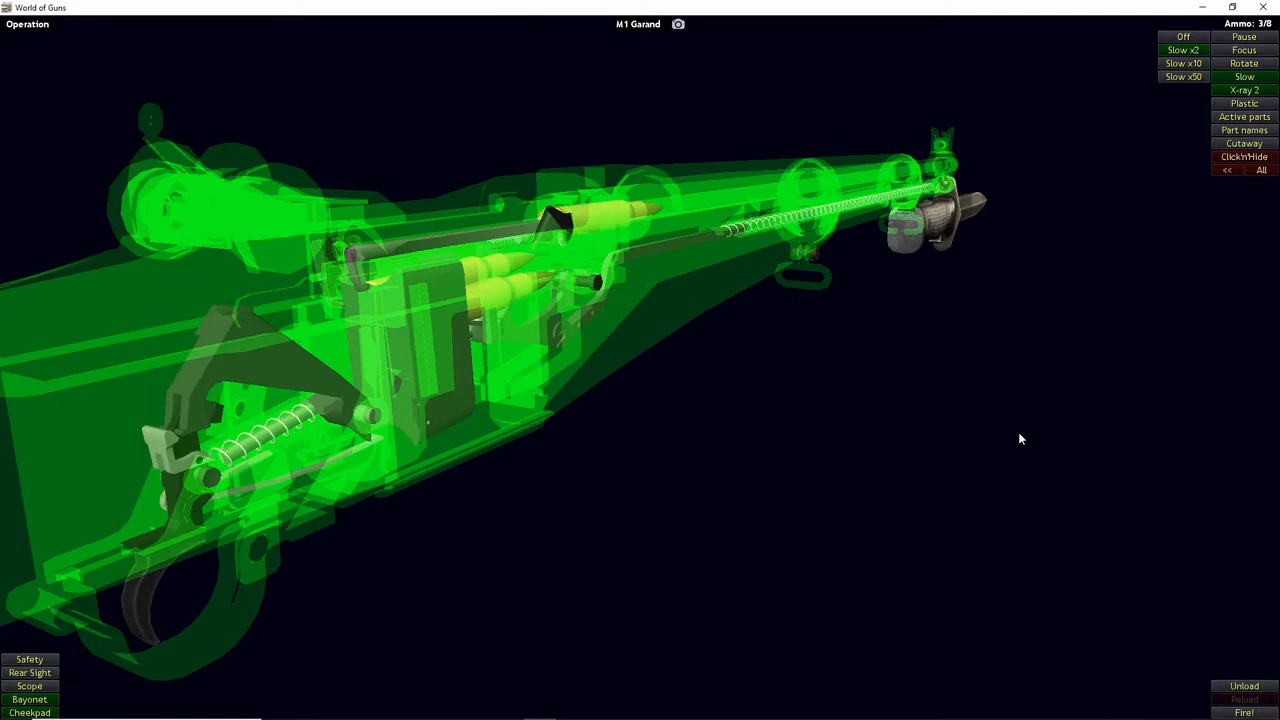 World of Guns
Operation
M1 Garand
Ammo: 3/8
Off
Pause
Slow x2
Focus
Slow x10
Rotate
Slow x50
Slow
X-ray 2
Plastic
Active parts
Part names
Cutaway
Click'n'Hide
<<
All
Safety
Rear Sight
Scope
Bayonet
Cheekpad
Unload
Reload
Fire!